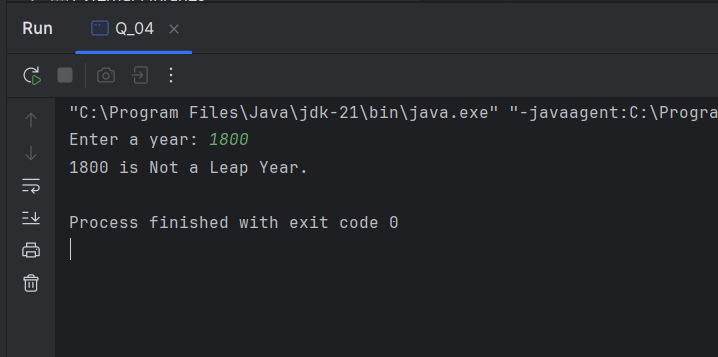 Run Q_04
"C:\Program Files\Java\jdk-21\bin\java.exe" "-javaagent:C:\Progra
Enter a year: 1800
1800 is Not a Leap Year.
Process finished with exit code 0